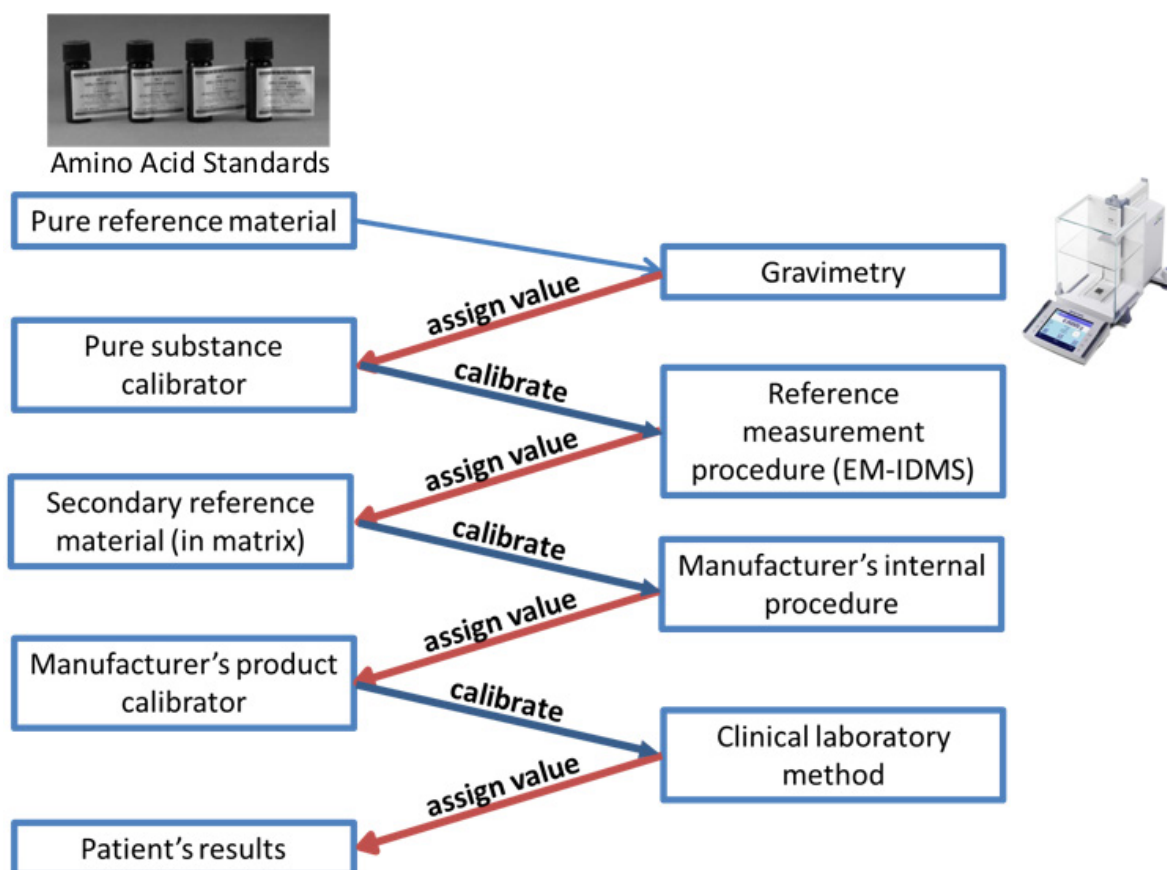 Amino Acid Standards
Pure reference material
Gravimetry
assign value
Pure substance
calibrator
calibrate
Reference
measurement
procedure (EM-IDMS)
assign value
Secondary reference
material (in matrix)
calibrate
Manufacturer’s internal
procedure
assign value
Manufacturer’s product
calibrator
calibrate
Clinical laboratory
method
assign value
Patient’s results